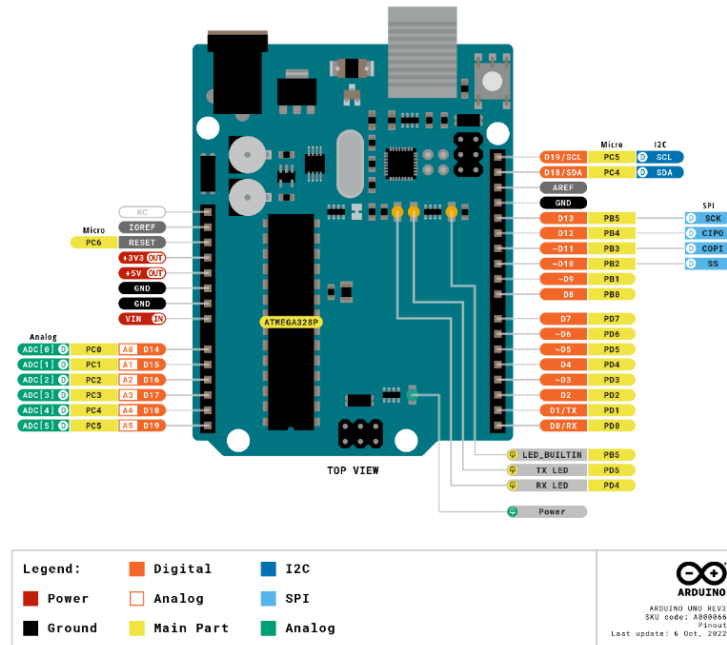 Micro I2C
D19/SCL PC5 D SCL
D18/SDA PC4 D SDA
AREF
GND
SPI
D13 PB5 D SCK
D12 PB4 D CIPO
~D11 PB3 D COPI
~D10 PB2 D SS
~D9 PB1
D8 PB0
D7 PD7
~D6 PD6
~D5 PD5
D4 PD4
~D3 PD3
D2 PD2
D1/TX PD1
D0/RX PD0
NC
IOREF
Micro
PC6 RESET
+3V3 OUT
+5V OUT
GND
GND
VIN IN
ATMEGA328P
Analog
ADC[0] D PC0 A0 D14
ADC[1] D PC1 A1 D15
ADC[2] D PC2 A2 D16
ADC[3] D PC3 A3 D17
ADC[4] D PC4 A4 D18
ADC[5] D PC5 A5 D19
LED_BUILTIN PB5
TX LED PD5
RX LED PD4
Power
TOP VIEW
Legend:
Power
Ground
Digital
Analog
Main Part
I2C
SPI
Analog
ARDUINO
ARDUINO UNO REV3
SKU code: A000066
Pinout
Last update: 6 Oct, 2022